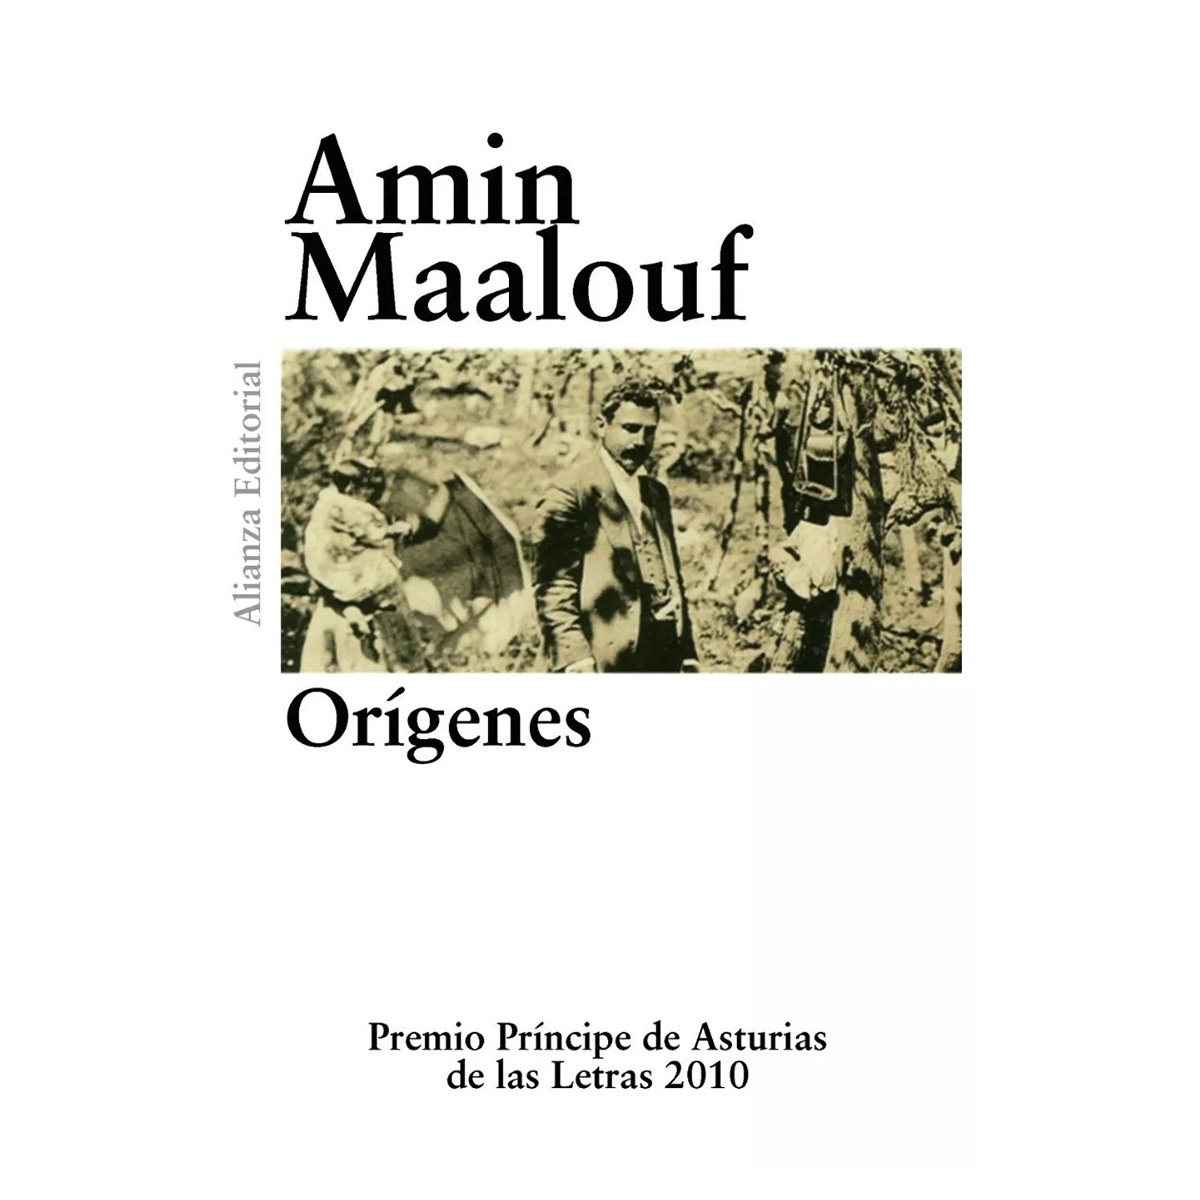 Amin
Maalouf
Alianza Editorial
Orígenes
Premio Príncipe de Asturias
de las Letras 2010